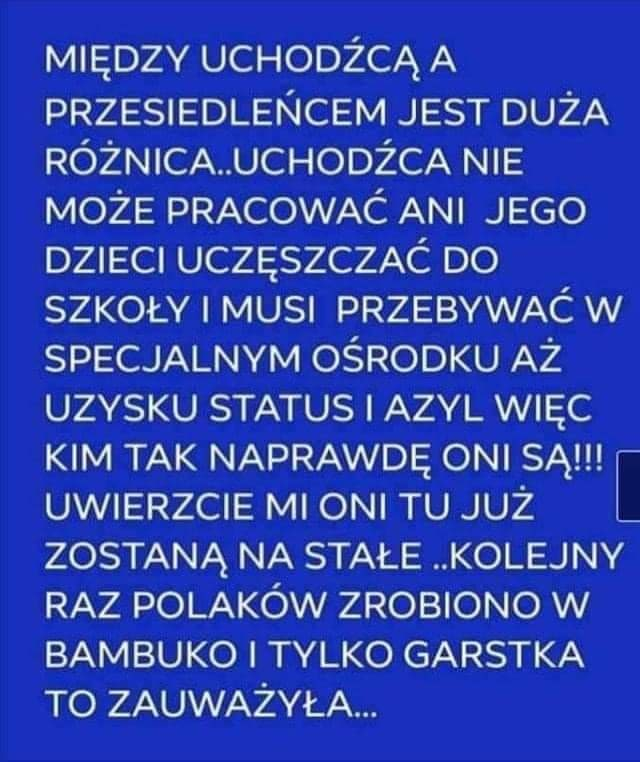 MIĘDZY UCHODŹCĄ A
PRZESIEDLEŃCEM JEST DUŻA
RÓŻNICA..UCHODŹCA NIE
MOŻE PRACOWAĆ ANI JEGO
DZIECI UCZĘSZCZAĆ DO
SZKOŁY I MUSI PRZEBYWAĆ W
SPECJALNYM OŚRODKU AŻ
UZYSKU STATUS I AZYL WIĘC
KIM TAK NAPRAWDĘ ONI SĄ!!!
UWIERZCIE MI ONI TU JUŻ
ZOSTANĄ NA STAŁE ..KOLEJNY
RAZ POLAKÓW ZROBIONO W
BAMBUKO I TYLKO GARSTKA
TO ZAUWAŻYŁA...